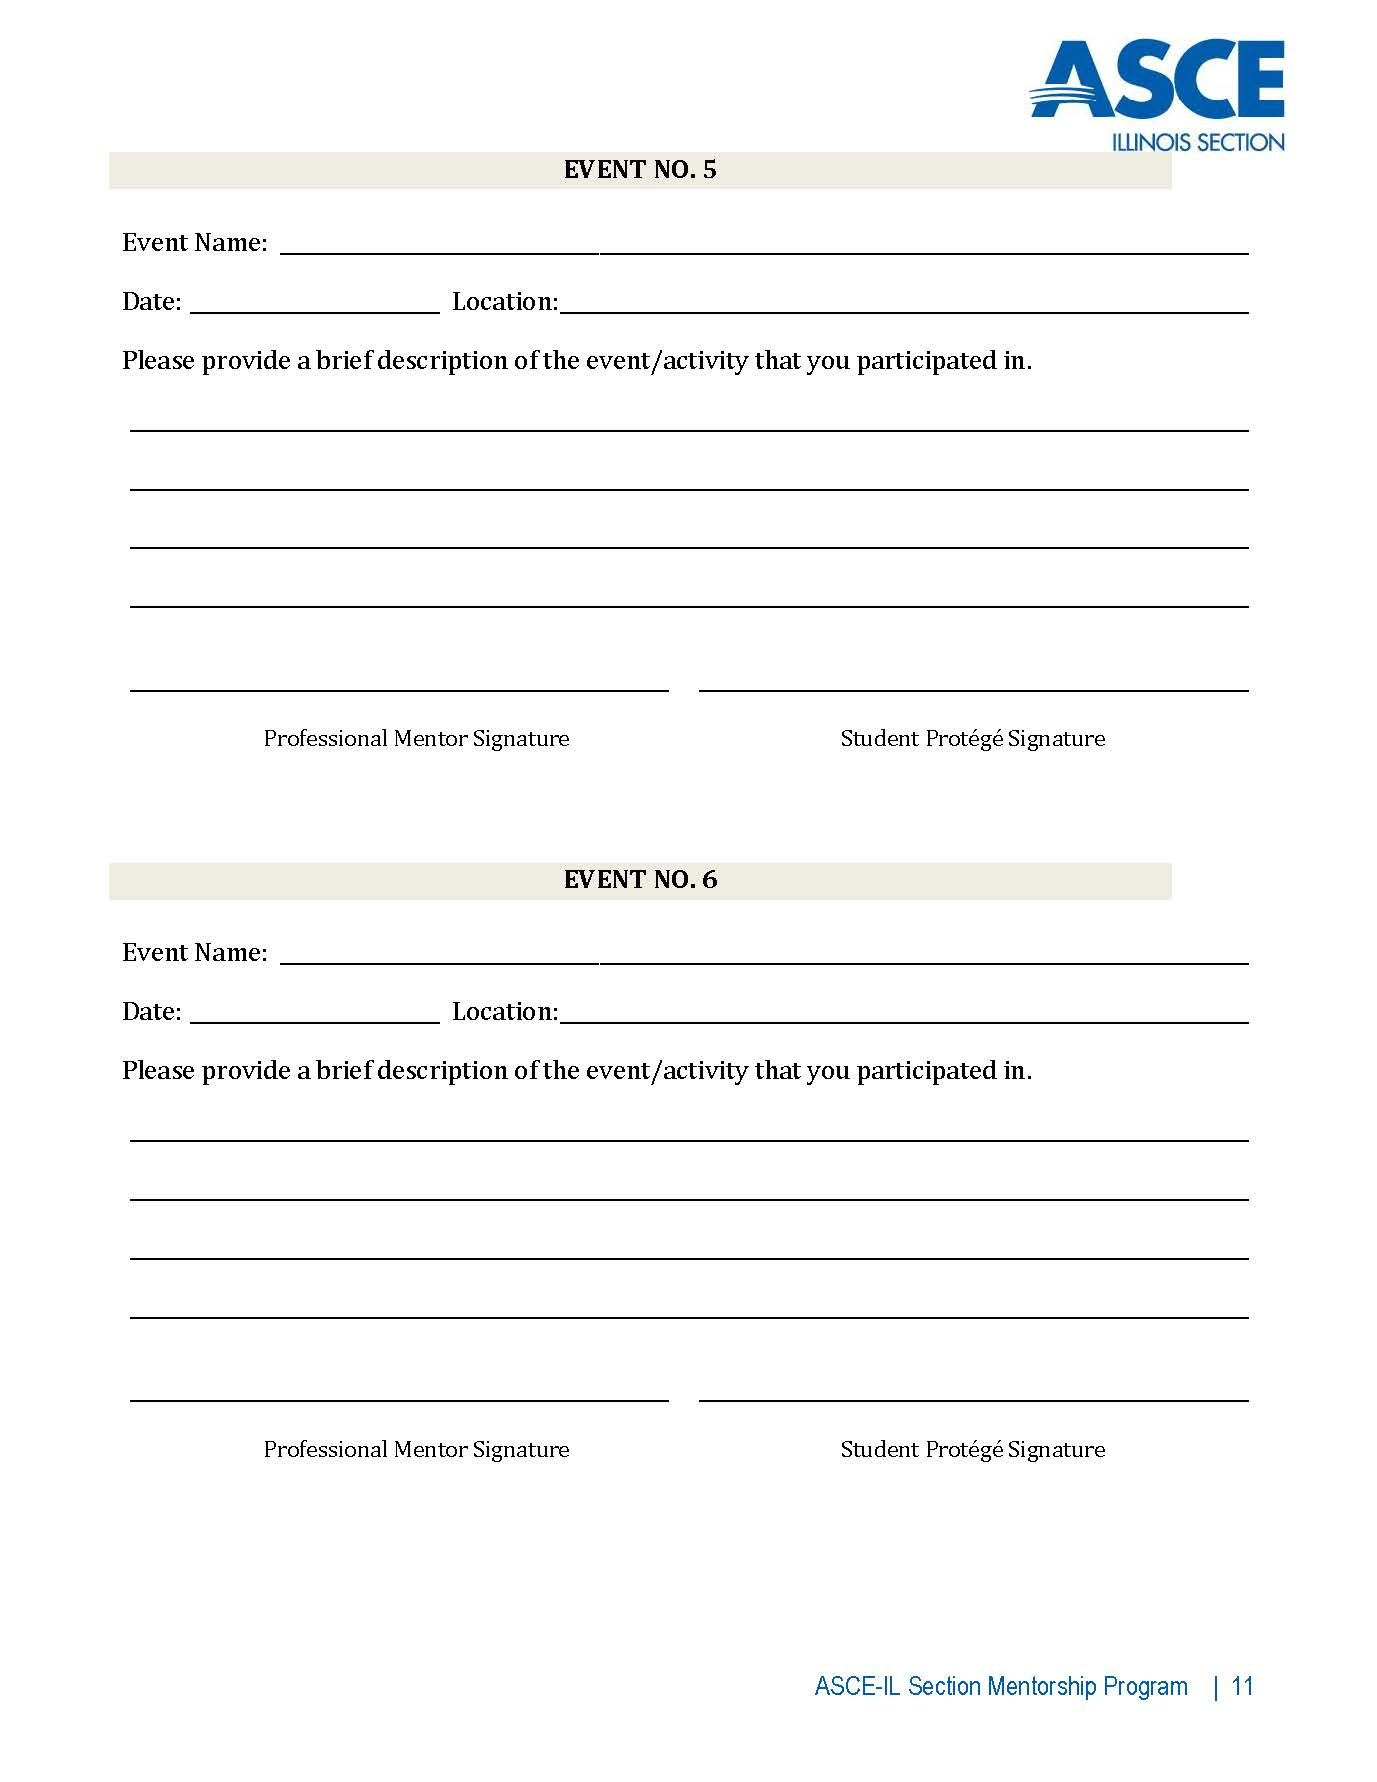 ASCE
ILLINOIS SECTION
EVENT NO. 5
Event Name:
Date: Location:
Please provide a brief description of the event/activity that you participated in.
Professional Mentor Signature Student Protégé Signature
EVENT NO. 6
Event Name:
Date: Location:
Please provide a brief description of the event/activity that you participated in.
Professional Mentor Signature Student Protégé Signature
ASCE-IL Section Mentorship Program | 11